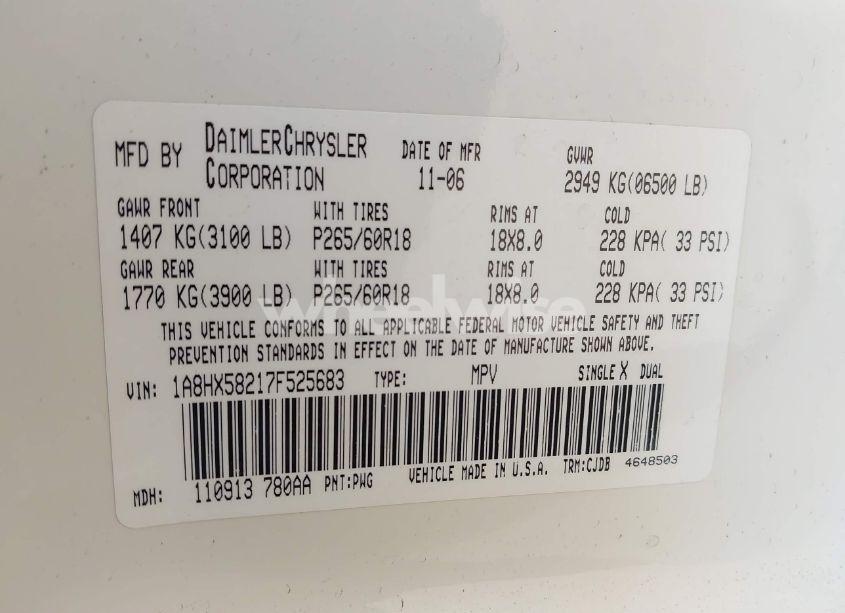 MFD BY DAIMLERCHRYSLER CORPORATION DATE OF MFR 11-06 GVWR 2949 KG(06500 LB)
GAWR FRONT WITH TIRES RIMS AT COLD
1407 KG(3100 LB) P265/60R18 18X8.0 228 KPA( 33 PSI)
GAWR REAR WITH TIRES RIMS AT COLD
1770 KG(3900 LB) P265/60R18 18X8.0 228 KPA( 33 PSI)
wheelwise
THIS VEHICLE CONFORMS TO ALL APPLICABLE FEDERAL MOTOR VEHICLE SAFETY AND THEFT
PREVENTION STANDARDS IN EFFECT ON THE DATE OF MANUFACTURE SHOWN ABOVE.
VIN: 1A8HX58217F525683 TYPE: MPV SINGLE X DUAL
MDH: 110913 780AA PNT:PWG VEHICLE MADE IN U.S.A. TRM:CJDB 4648503